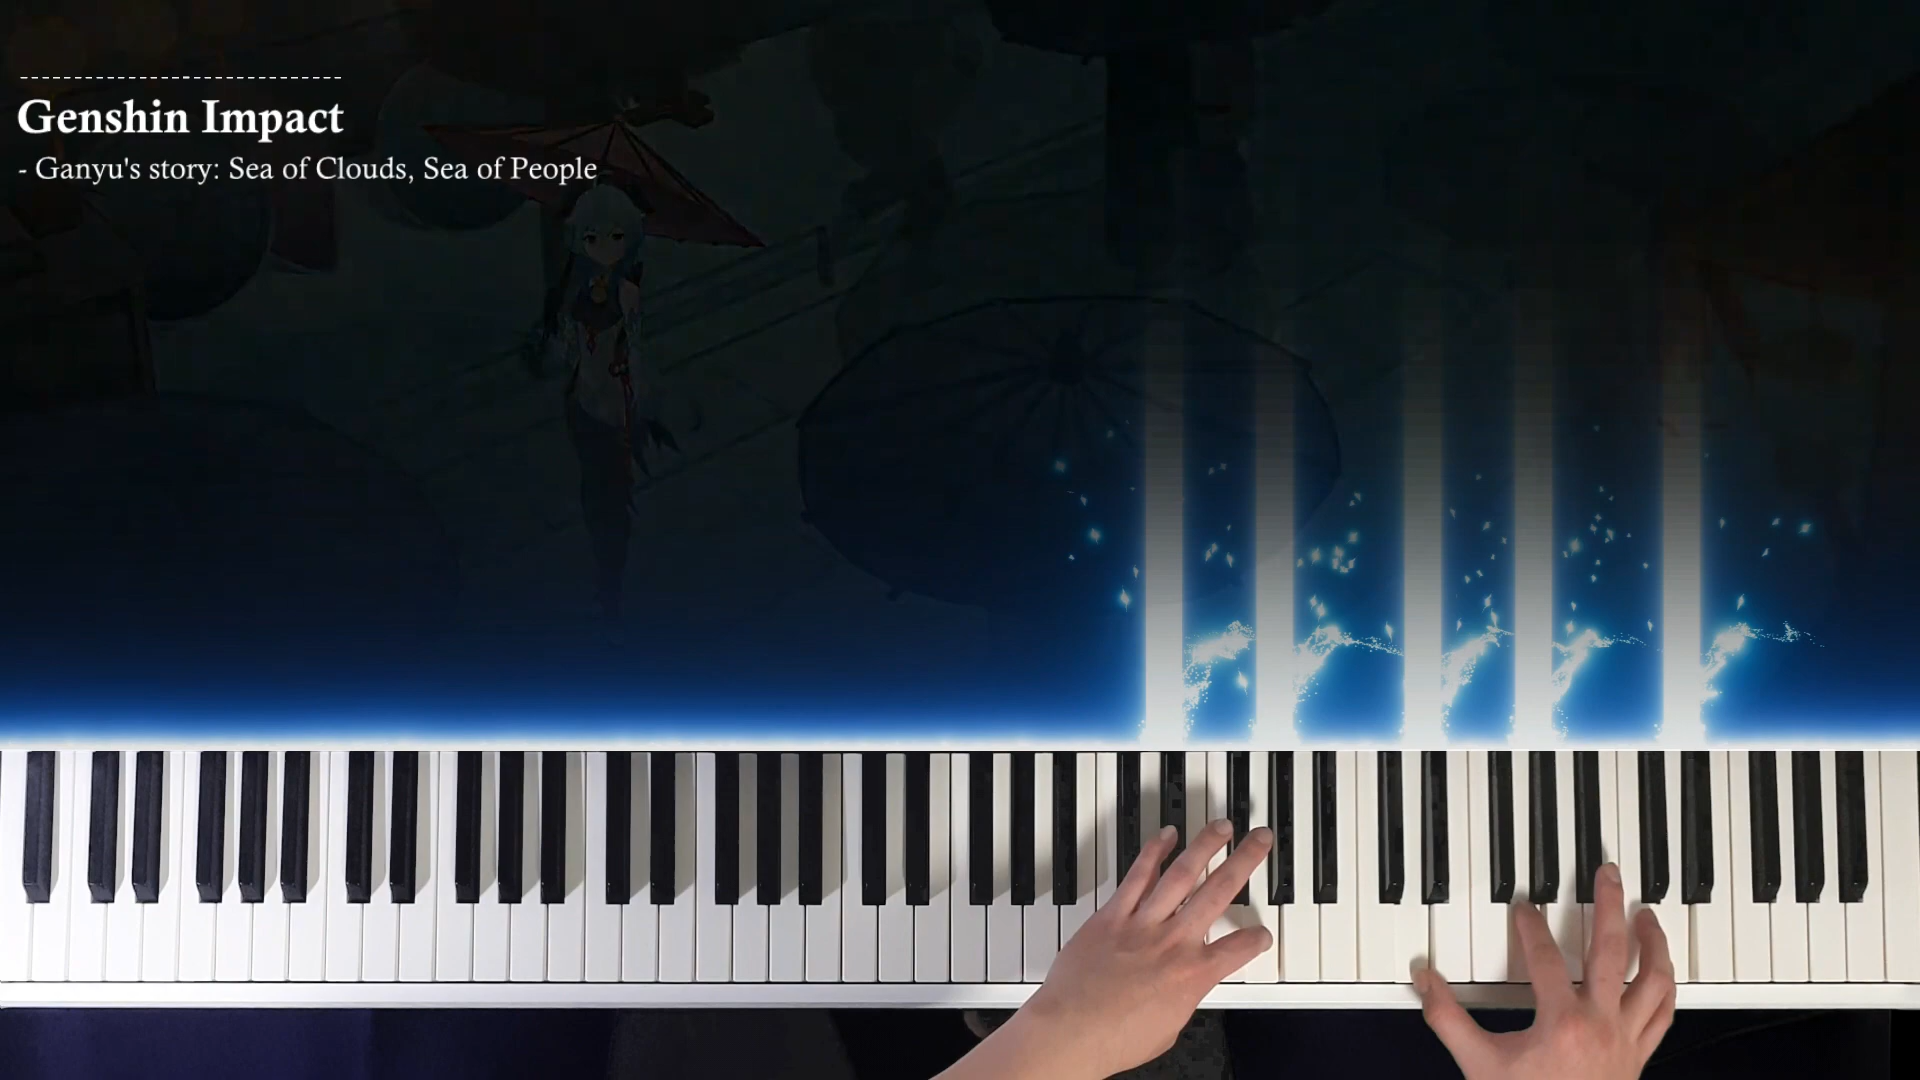 Genshin Impact
- Ganyu's story: Sea of Clouds, Sea of People